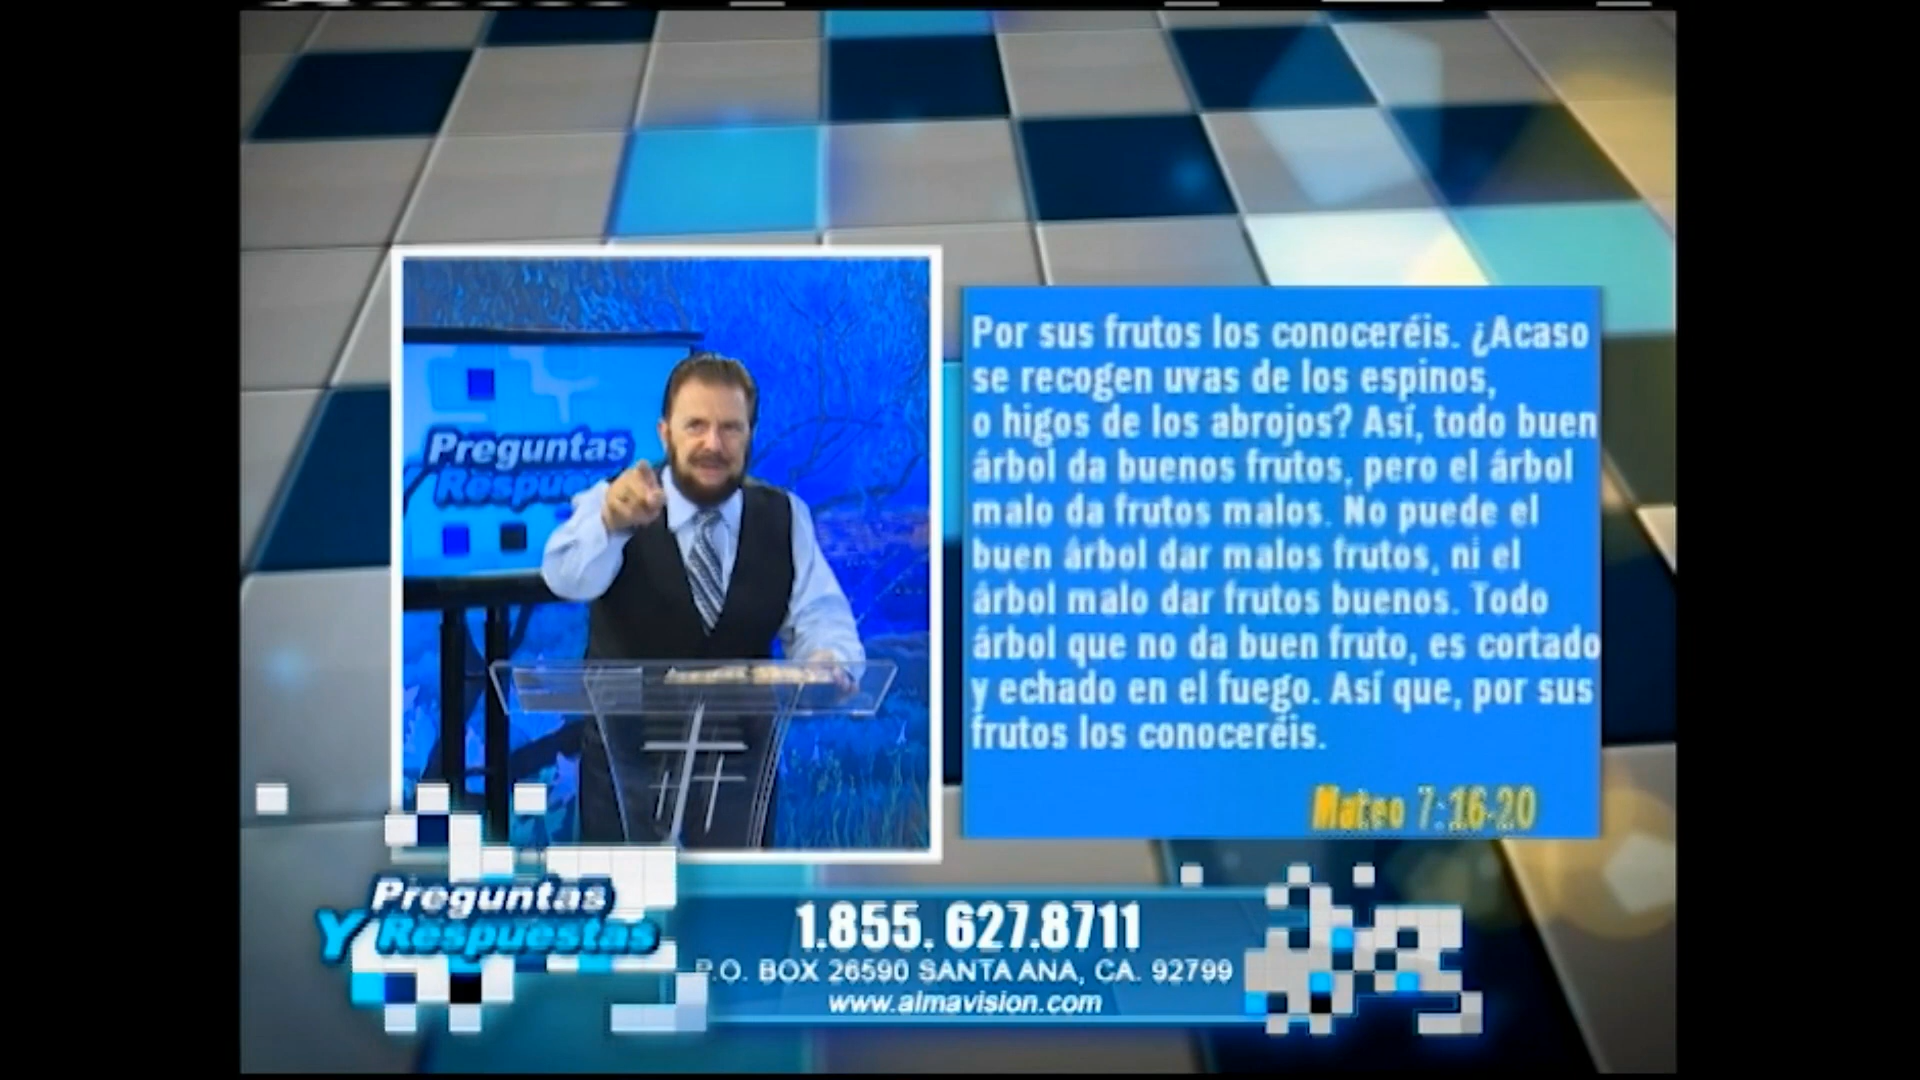 Preguntas
Respue
Por sus frutos los conoceréis. ¿Acaso
se recogen uvas de los espinos,
o higos de los abrojos? Así, todo buen
árbol da buenos frutos, pero el árbol
malo da frutos malos. No puede el
buen árbol dar malos frutos, ni el
árbol malo dar frutos buenos. Todo
árbol que no da buen fruto, es cortado
y echado en el fuego. Así que, por sus
frutos los conoceréis.
Mateo 7:16-20
Preguntas
Y Respuestas
1.855. 627.8711
P.O. BOX 26590 SANTA ANA, CA. 92799
www.almavision.com